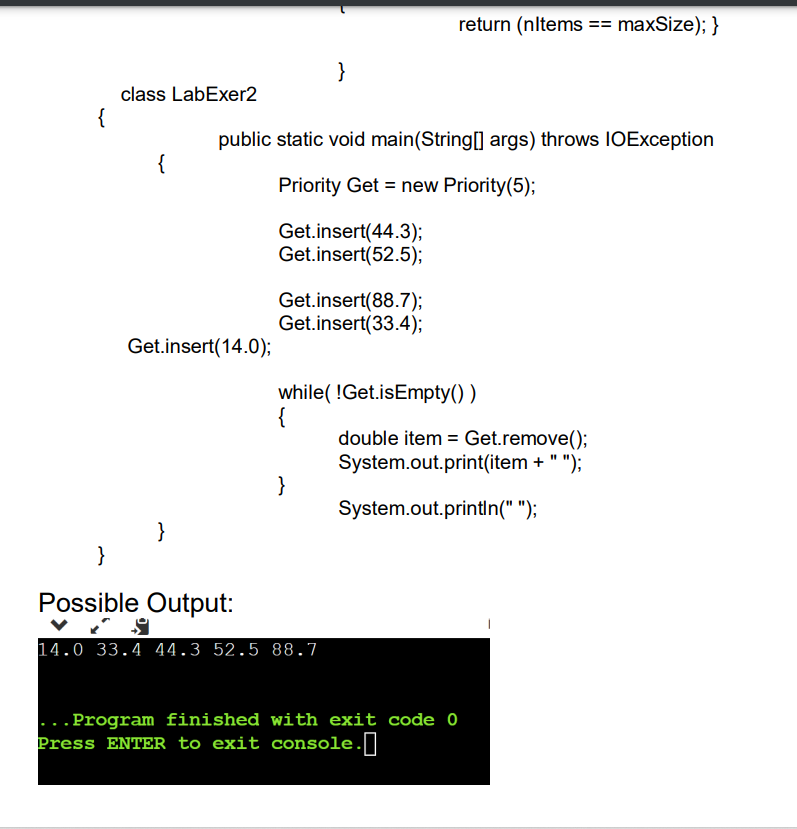 {
return (nItems == maxSize); }
}
class LabExer2
{
public static void main(String[] args) throws IOException
{
Priority Get = new Priority(5);
Get.insert(44.3);
Get.insert(52.5);
Get.insert(88.7);
Get.insert(33.4);
Get.insert(14.0);
while( !Get.isEmpty() )
{
double item = Get.remove();
System.out.print(item + " ");
}
System.out.println(" ");
}
}
Possible Output:
14.0 33.4 44.3 52.5 88.7
...Program finished with exit code 0
Press ENTER to exit console.